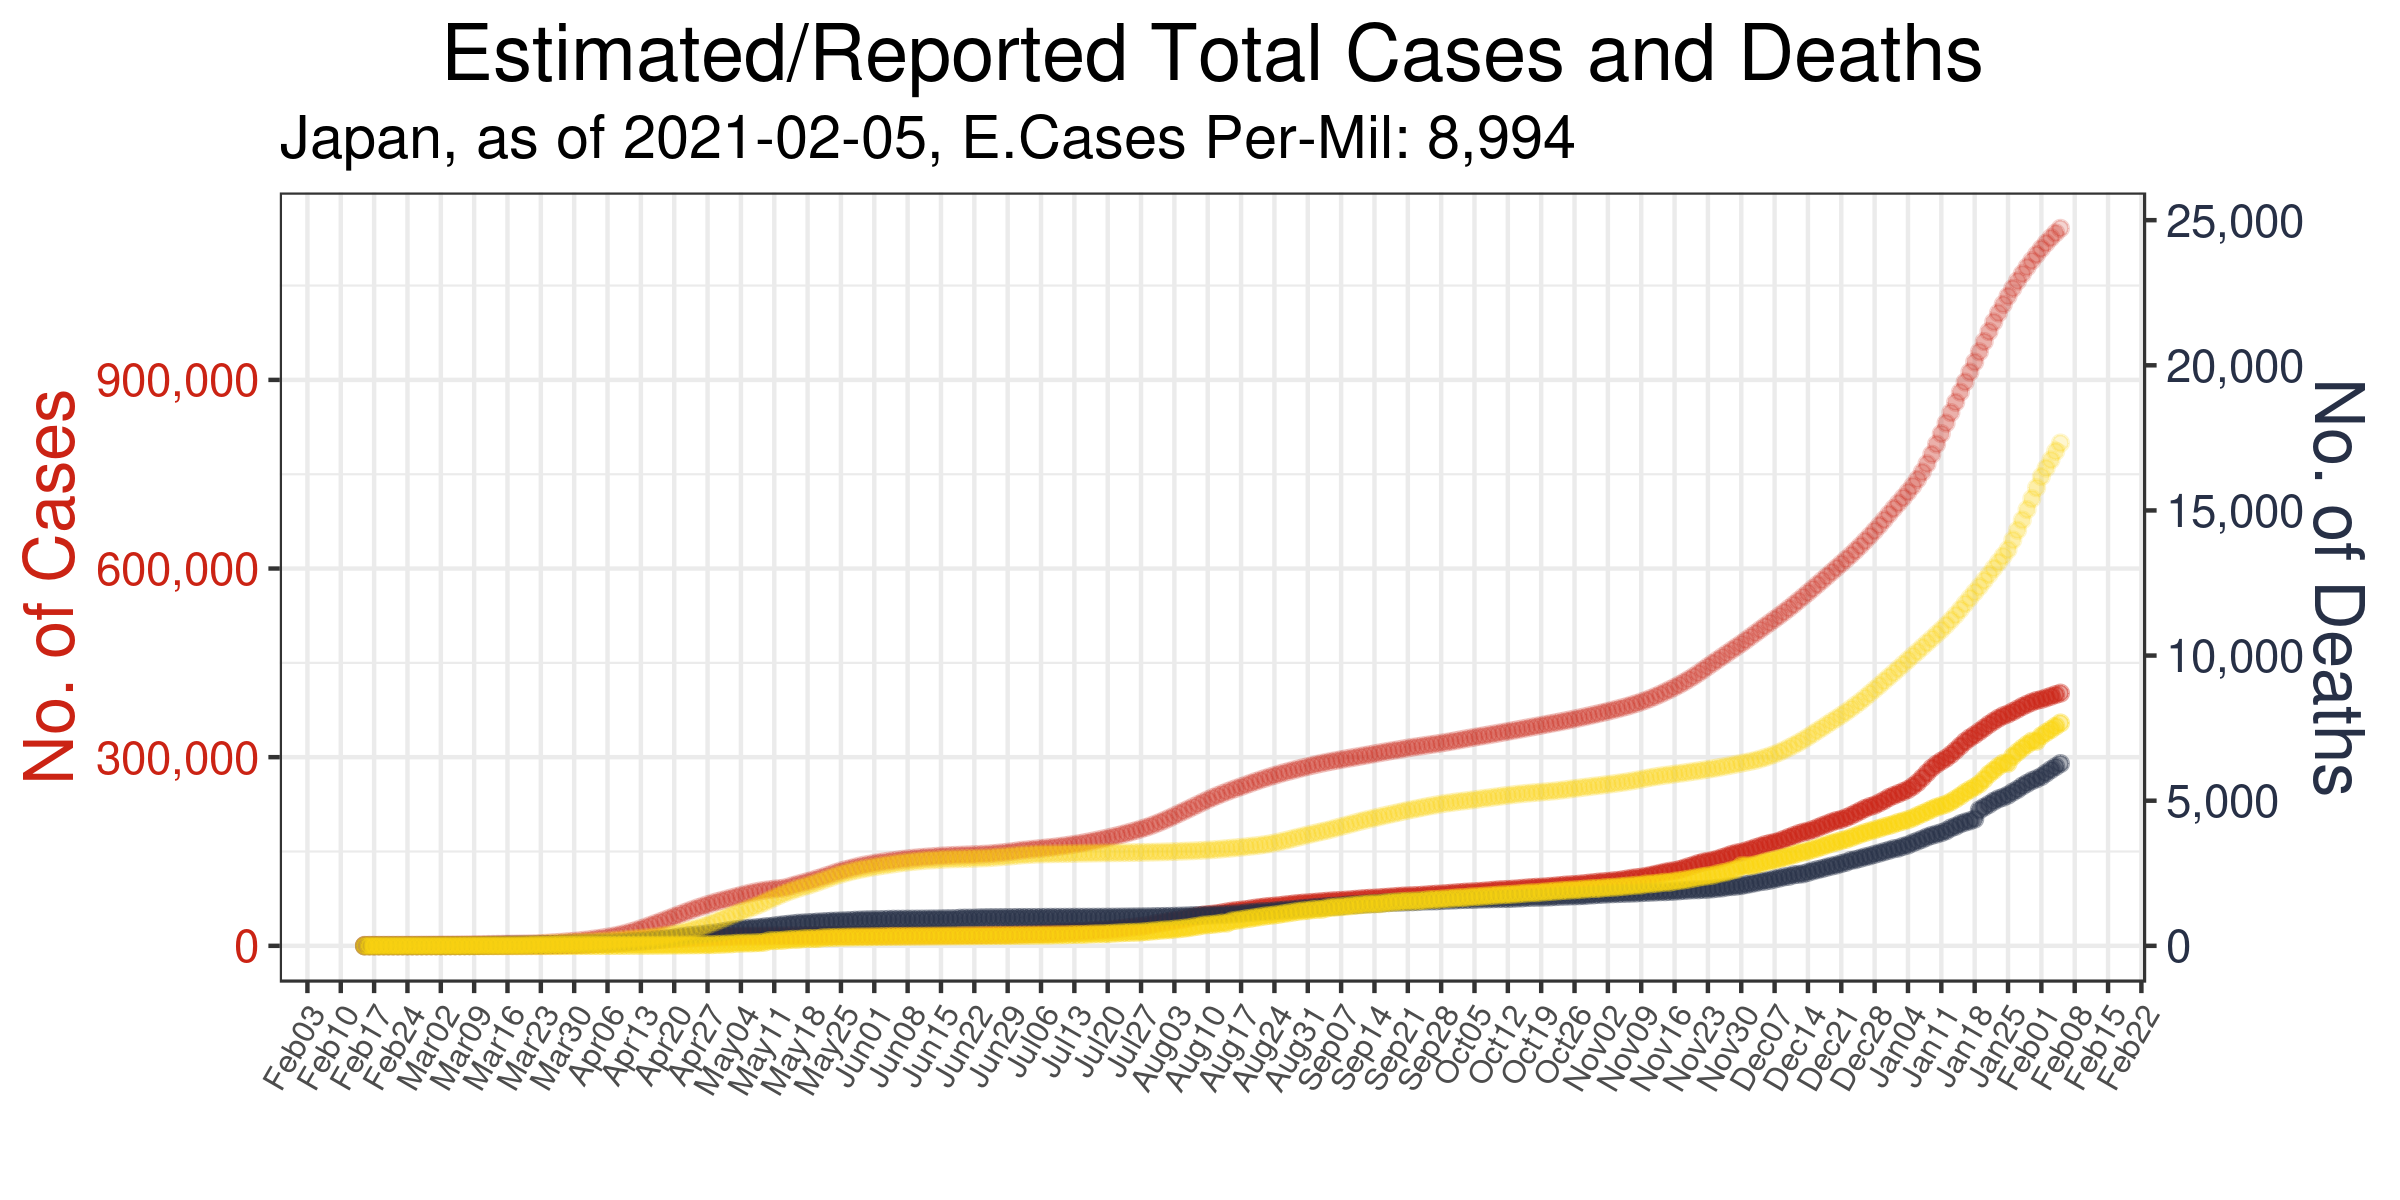 Estimated/Reported Total Cases and Deaths
Japan, as of 2021-02-05, E.Cases Per-Mil: 8,994
No. of Cases
900,000
600,000
300,000
0
25,000
20,000
15,000
10,000
5,000
0
No. of Deaths
Feb03
Feb10
Feb17
Feb24
Mar02
Mar09
Mar16
Mar23
Mar30
Apr06
Apr13
Apr20
Apr27
May04
May11
May18
May25
Jun01
Jun08
Jun15
Jun22
Jun29
Jul06
Jul13
Jul20
Jul27
Aug03
Aug10
Aug17
Aug24
Aug31
Sep07
Sep14
Sep21
Sep28
Oct05
Oct12
Oct19
Oct26
Nov02
Nov09
Nov16
Nov23
Nov30
Dec07
Dec14
Dec21
Dec28
Jan04
Jan11
Jan18
Jan25
Feb01
Feb08
Feb15
Feb22